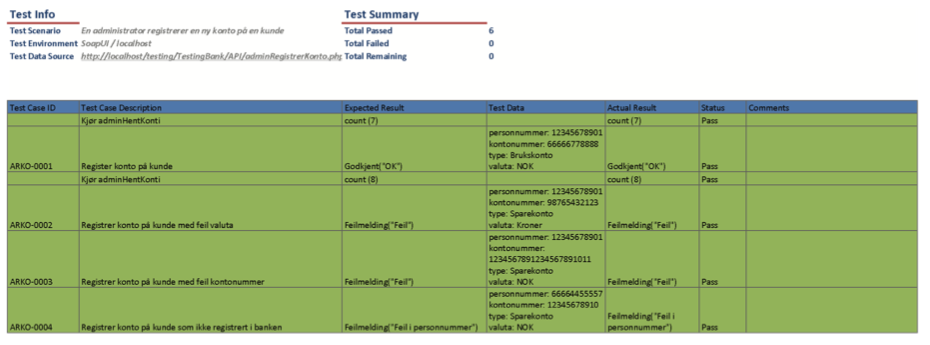 Test Info
Test Summary
Test Scenario En administrator registrerer en ny konto på en kunde
Total Passed 6
Test Environment SoapUI / localhost
Total Failed 0
Test Data Source http://localhost/testing/TestingBank/API/adminRegistrerKonto.php
Total Remaining 0
Test Case ID Test Case Description Expected Result Test Data Actual Result Status Comments
Kjør adminHentKonti count (7) count (7) Pass
personnummer: 12345678901
kontonummer: 66666778888
type: Brukskonto
ARKO-0001 Register konto på kunde Godkjent("OK") valuta: NOK Godkjent("OK") Pass
Kjør adminHentKonti count (8) count (8) Pass
personnummer: 12345678901
kontonummer: 98765432123
type: Sparekonto
ARKO-0002 Registrer konto på kunde med feil valuta Feilmelding("Feil") valuta: Kroner Feilmelding("Feil") Pass
personnummer: 12345678901
kontonummer:
1234567891234567891011
type: Sparekonto
ARKO-0003 Registrer konto på kunde med feil kontonummer Feilmelding("Feil") valuta: NOK Feilmelding("Feil") Pass
personnummer: 66664455557
kontonummer: 12345678910
type: Sparekonto Feilmelding("Feil i
ARKO-0004 Registrer konto på kunde som ikke registrert i banken Feilmelding("Feil i personnummer") valuta: NOK personnummer") Pass